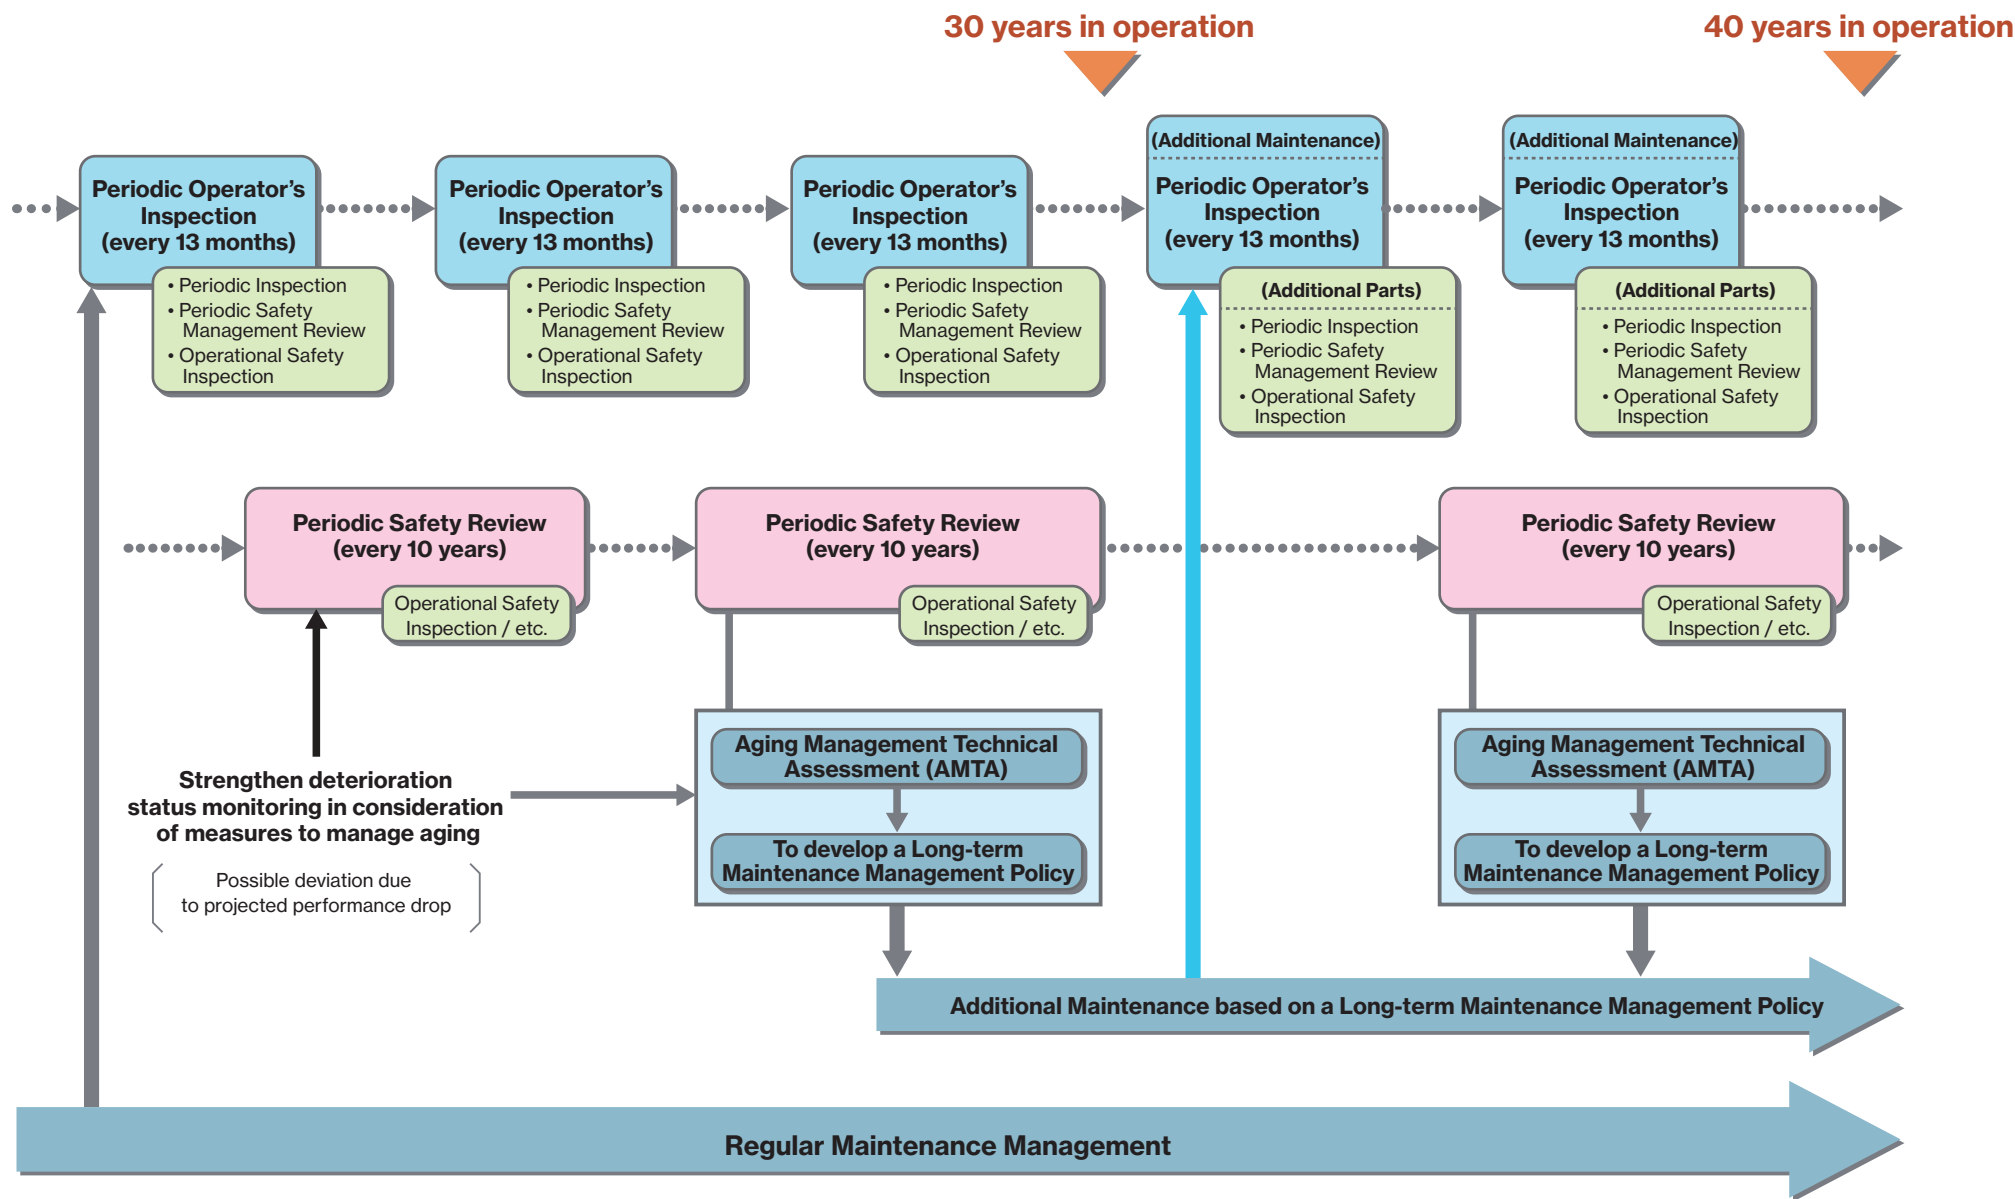 30 years in operation
40 years in operation
Periodic Operator’s
Inspection
(every 13 months)
• Periodic Inspection
• Periodic Safety
Management Review
• Operational Safety
Inspection
Periodic Operator’s
Inspection
(every 13 months)
• Periodic Inspection
• Periodic Safety
Management Review
• Operational Safety
Inspection
Periodic Operator’s
Inspection
(every 13 months)
• Periodic Inspection
• Periodic Safety
Management Review
• Operational Safety
Inspection
(Additional Maintenance)
Periodic Operator’s
Inspection
(every 13 months)
(Additional Parts)
• Periodic Inspection
• Periodic Safety
Management Review
• Operational Safety
Inspection
(Additional Maintenance)
Periodic Operator’s
Inspection
(every 13 months)
(Additional Parts)
• Periodic Inspection
• Periodic Safety
Management Review
• Operational Safety
Inspection
Periodic Safety Review
(every 10 years)
Operational Safety
Inspection / etc.
Periodic Safety Review
(every 10 years)
Operational Safety
Inspection / etc.
Periodic Safety Review
(every 10 years)
Operational Safety
Inspection / etc.
Strengthen deterioration
status monitoring in consideration
of measures to manage aging
Possible deviation due
to projected performance drop
Aging Management Technical
Assessment (AMTA)
To develop a Long-term
Maintenance Management Policy
Aging Management Technical
Assessment (AMTA)
To develop a Long-term
Maintenance Management Policy
Additional Maintenance based on a Long-term Maintenance Management Policy
Regular Maintenance Management